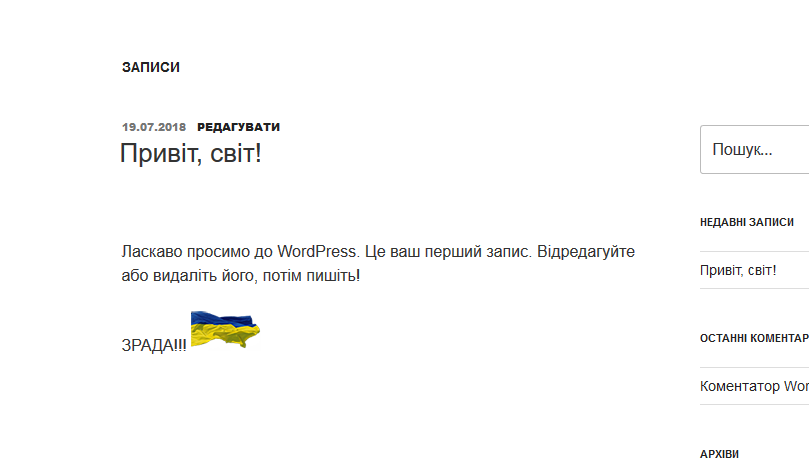 ЗАПИСИ
19.07.2018 РЕДАГУВАТИ
Привіт, світ!
Ласкаво просимо до WordPress. Це ваш перший запис. Відредагуйте
або видаліть його, потім пишіть!
ЗРАДА!!!
Пошук...
НЕДАВНІ ЗАПИСИ
Привіт, світ!
ОСТАННІ КОМЕНТАР
Коментатор Wor
АРХІВИ